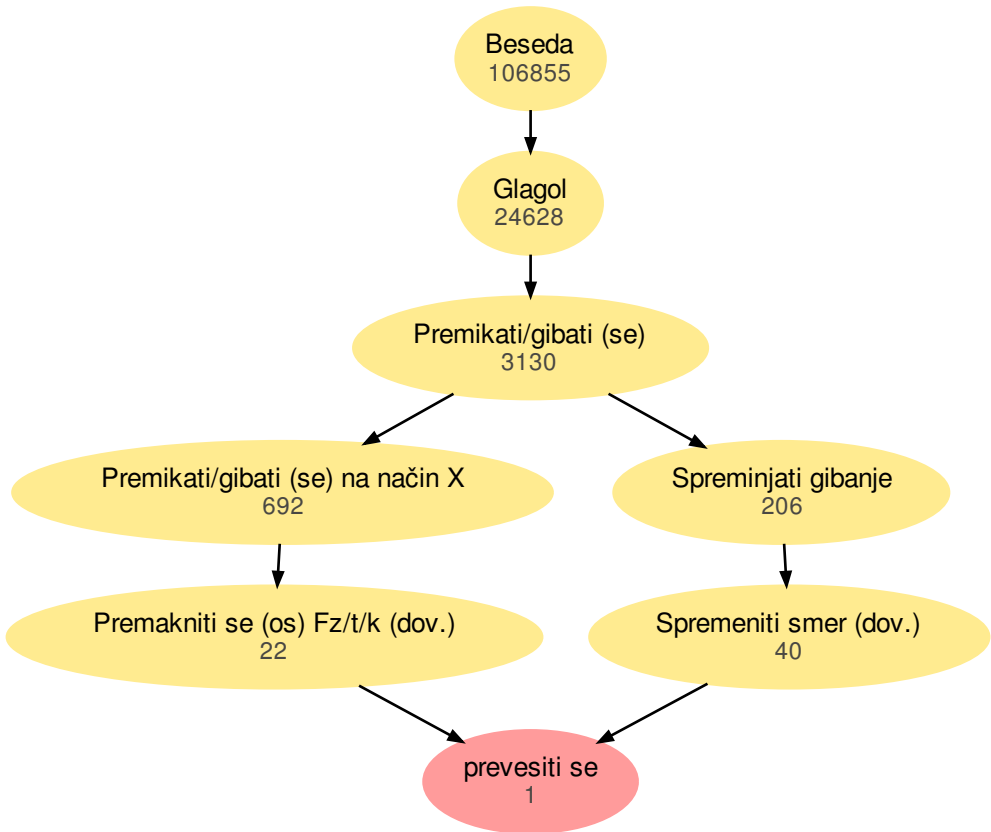 Beseda
106855
Glagol
24628
Premikati/gibati (se)
3130
Premikati/gibati (se) na način X
692
Spreminjati gibanje
206
Premakniti se (os) Fz/t/k (dov.)
22
Spremeniti smer (dov.)
40
prevesiti se
1